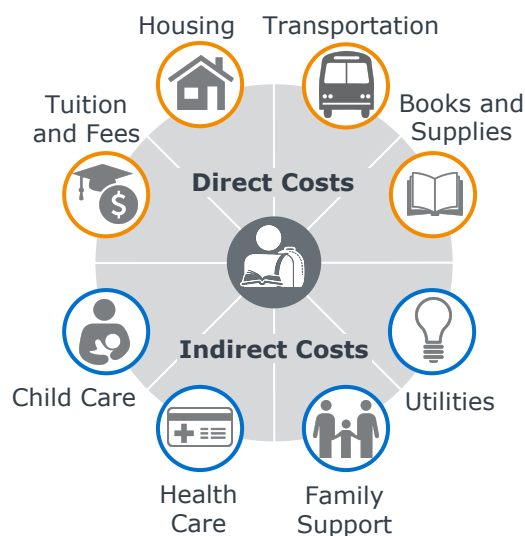 Housing
Transportation
Tuition
and Fees
Books and
Supplies
Direct Costs
$
Indirect Costs
Child Care
Utilities
Health
Care
Family
Support